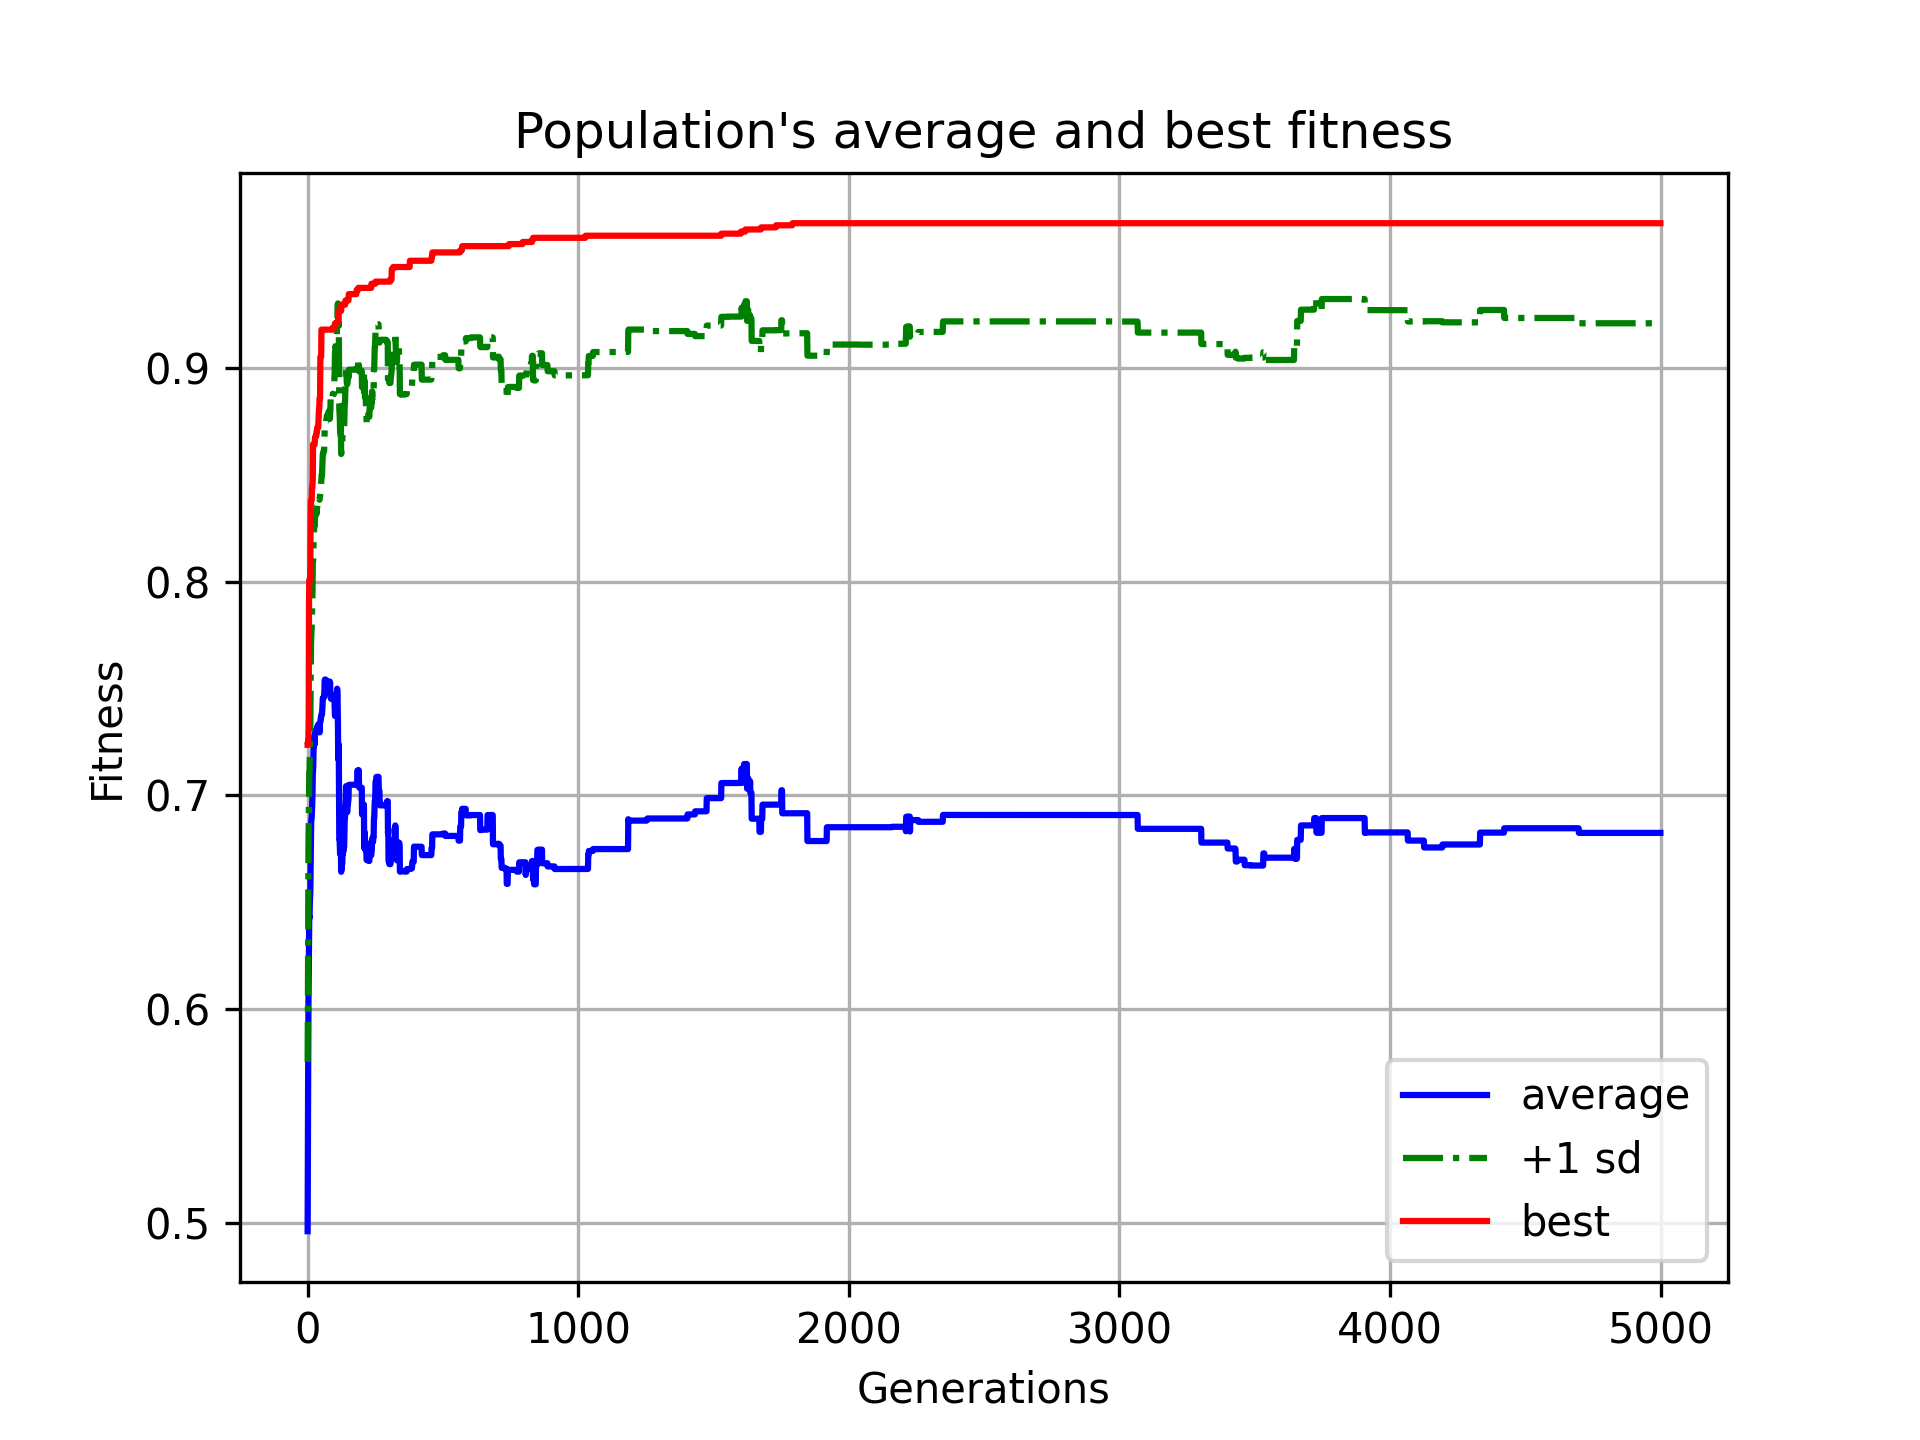 Population's average and best fitness
Fitness
0.9
0.8
0.7
0.6
0.5
0
1000
2000
3000
4000
5000
Generations
average
+1 sd
best